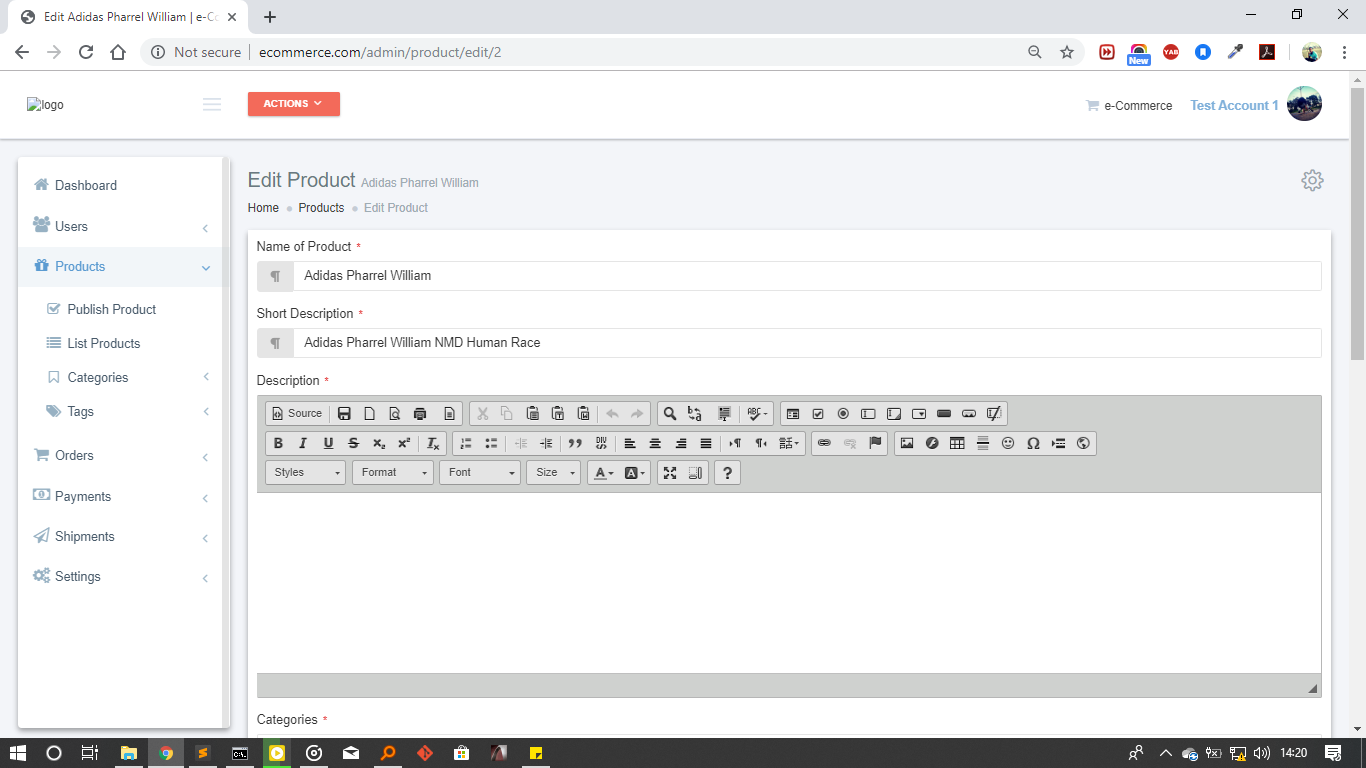 Edit Adidas Pharrel William | e-Co
Not secure
ecommerce.com/admin/product/edit/2
YAB
New
logo
ACTIONS
e-Commerce
Test Account 1
Dashboard
Users
Products
Publish Product
List Products
Categories
Tags
Orders
Payments
Shipments
Settings
Edit Product Adidas Pharrel William
Home Products Edit Product
Name of Product *
Adidas Pharrel William
Short Description *
Adidas Pharrel William NMD Human Race
Description *
Source
Styles Format Font Size
Categories *
14:20